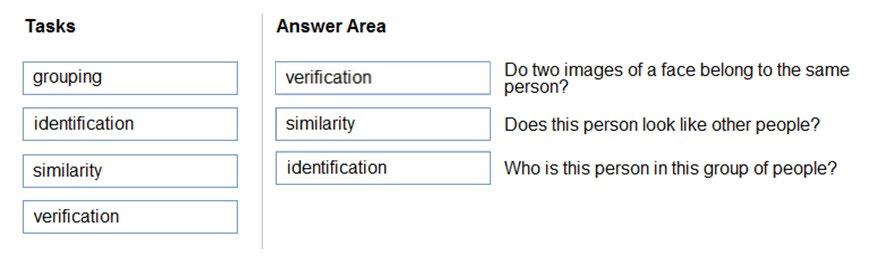 Tasks
Answer Area
grouping
identification
similarity
verification
verification
Do two images of a face belong to the same
person?
similarity
Does this person look like other people?
identification
Who is this person in this group of people?